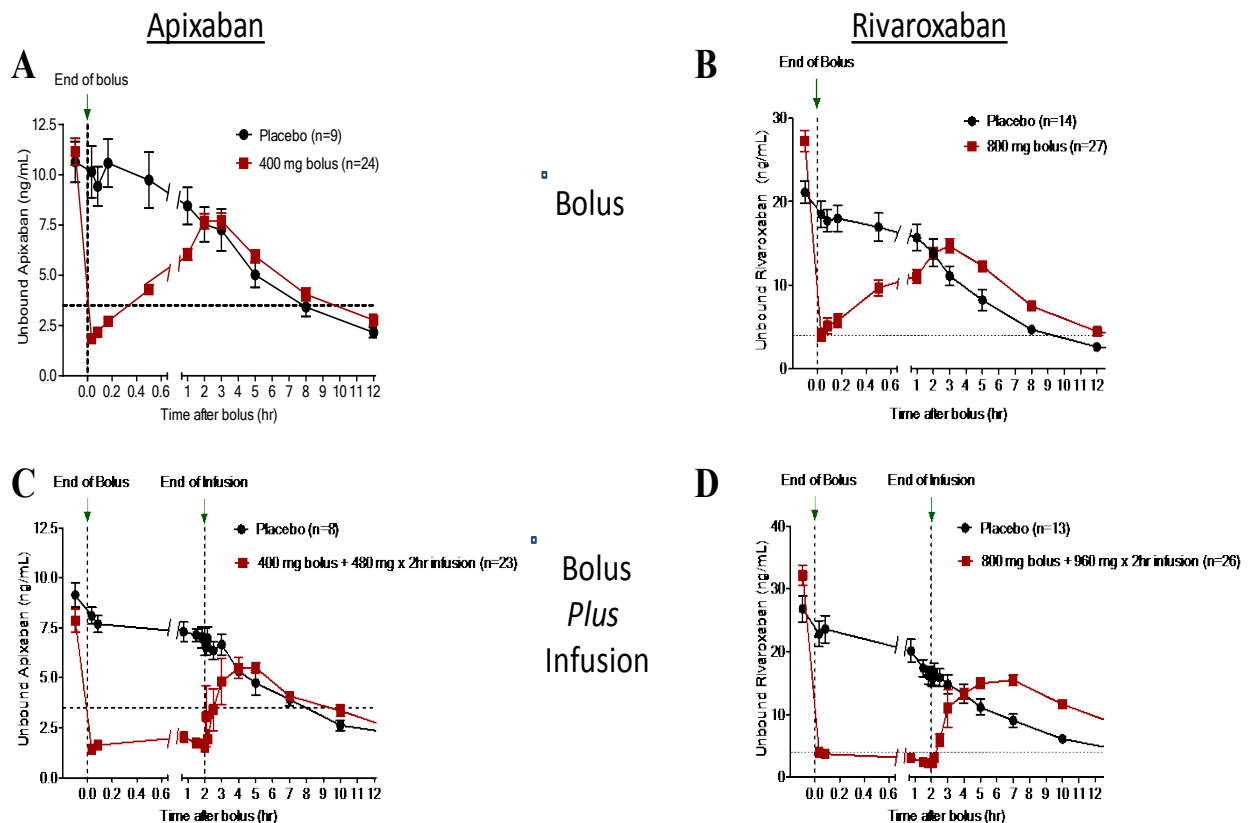 Apixaban
Rivaroxaban
A
End of bolus
Placebo (n=9)
400 mg bolus (n=24)
Unbound Apixaban (ng/mL)
12.5
10.0
7.5
5.0
2.5
0.0
0.0 0.2 0.4 0.6 1 2 3 4 5 6 7 8 9 10 11 12
Time after bolus (hr)
Bolus
B
End of Bolus
Placebo (n=14)
800 mg bolus (n=27)
Unbound Rivaroxaban (ng/mL)
30
20
10
0
0.0 0.2 0.4 0.6 1 2 3 4 5 6 7 8 9 10 11 12
Time after bolus (hr)
C
End of Bolus
End of Infusion
Placebo (n=8)
400 mg bolus + 480 mg x 2hr infusion (n=23)
Unbound Apixaban (ng/mL)
12.5
10.0
7.5
5.0
2.5
0.0
0.0 0.2 0.4 0.6 1 2 3 4 5 6 7 8 9 10 11 12
Time after bolus (hr)
Bolus
Plus
Infusion
D
End of Bolus
End of Infusion
Placebo (n=13)
800 mg bolus + 960 mg x 2hr infusion (n=26)
Unbound Rivaroxaban (ng/mL)
40
30
20
10
0
0.0 0.2 0.4 0.6 1 2 3 4 5 6 7 8 9 10 11 12
Time after bolus (hr)